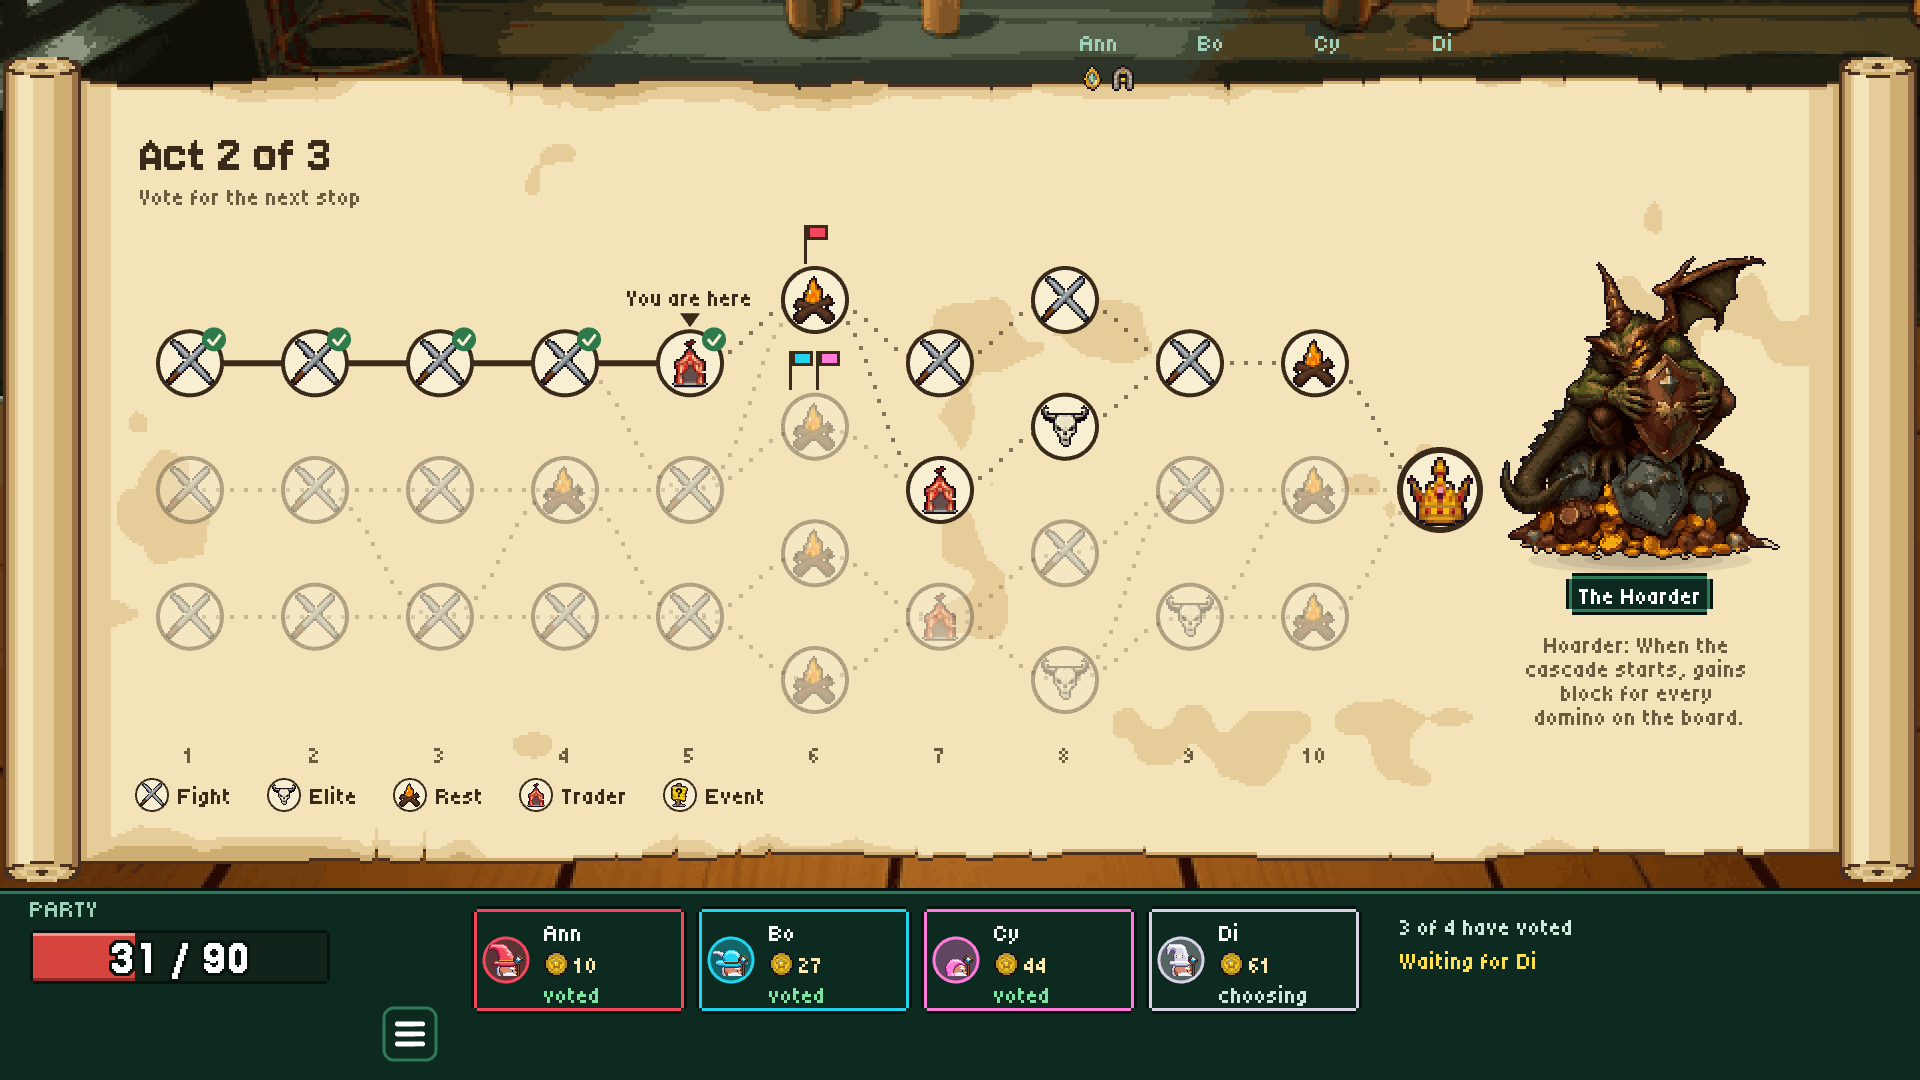 Ann Bo Cy Di
Act 2 of 3
Vote for the next stop
You are here
The Hoarder
Hoarder: When the
cascade starts, gains
block for every
domino on the board.
1 2 3 4 5 6 7 8 9 10
Fight Elite Rest Trader Event
PARTY
31 / 90
Ann
10
voted
Bo
27
voted
Cy
44
voted
Di
61
choosing
3 of 4 have voted
Waiting for Di